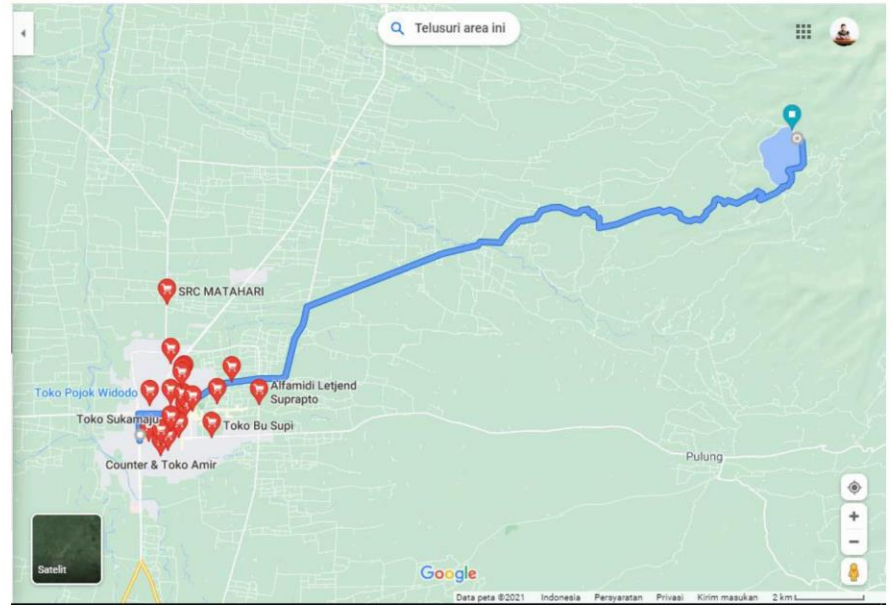 Telusuri area ini
SRC MATAHARI
Toko Pojok Widodo
Alfamidi Letjend
Suprapto
Toko Sukamaju
Toko Bu Supi
Counter & Toko Amir
Pulung
Satelit
Google
Data peta ©2021 Indonesia Persyaratan Privasi Kirim masukan 2 km